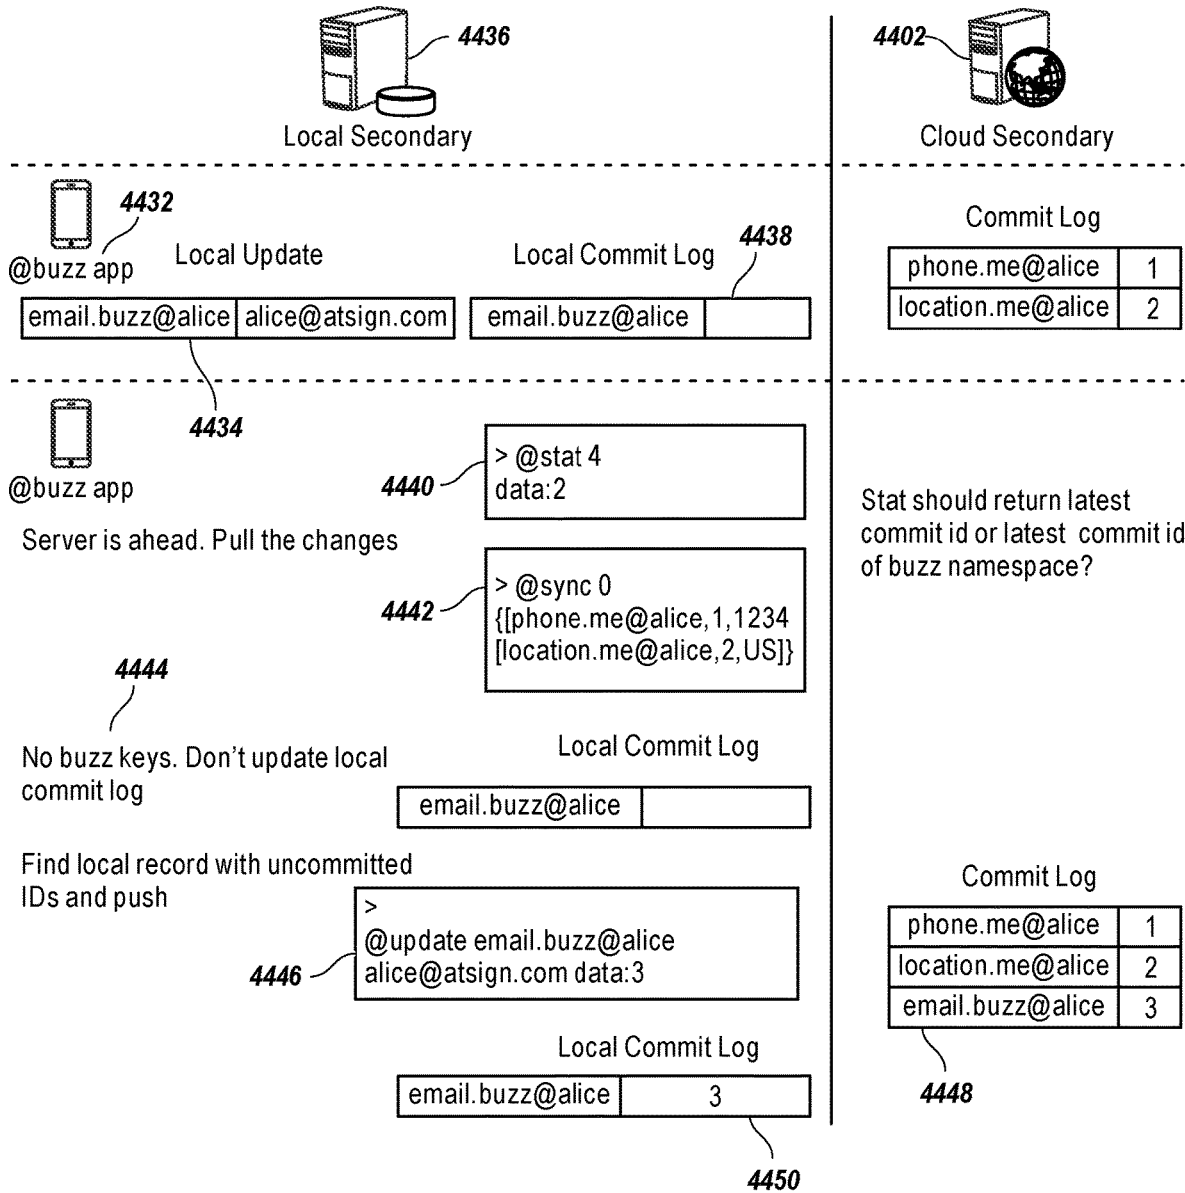 4436
4402
Local Secondary
Cloud Secondary
4432
@buzz app
Local Update
Local Commit Log
4438
email.buzz@alice
alice@atsign.com
email.buzz@alice
4434
Commit Log
phone.me@alice
1
location.me@alice
2
@buzz app
> @stat 4
data:2
4440
Server is ahead. Pull the changes
Stat should return latest
commit id or latest commit id
of buzz namespace?
> @sync 0
{[phone.me@alice,1,1234
[location.me@alice,2,US]}
4442
4444
No buzz keys. Don't update local
commit log
Local Commit Log
email.buzz@alice
Find local record with uncommitted
IDs and push
>
@update email.buzz@alice
alice@atsign.com data:3
4446
Commit Log
phone.me@alice
1
location.me@alice
2
email.buzz@alice
3
4448
Local Commit Log
email.buzz@alice
3
4450